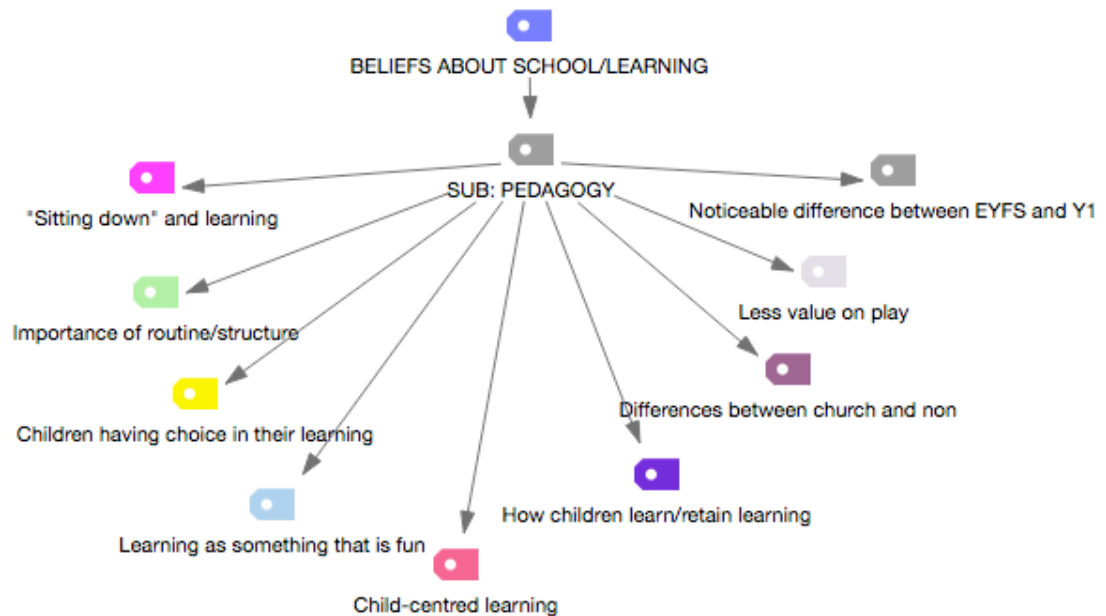 BELIEFS ABOUT SCHOOL/LEARNING
SUB: PEDAGOGY
"Sitting down" and learning
Noticeable difference between EYFS and Y1
Importance of routine/structure
Less value on play
Children having choice in their learning
Differences between church and non
Learning as something that is fun
How children learn/retain learning
Child-centred learning